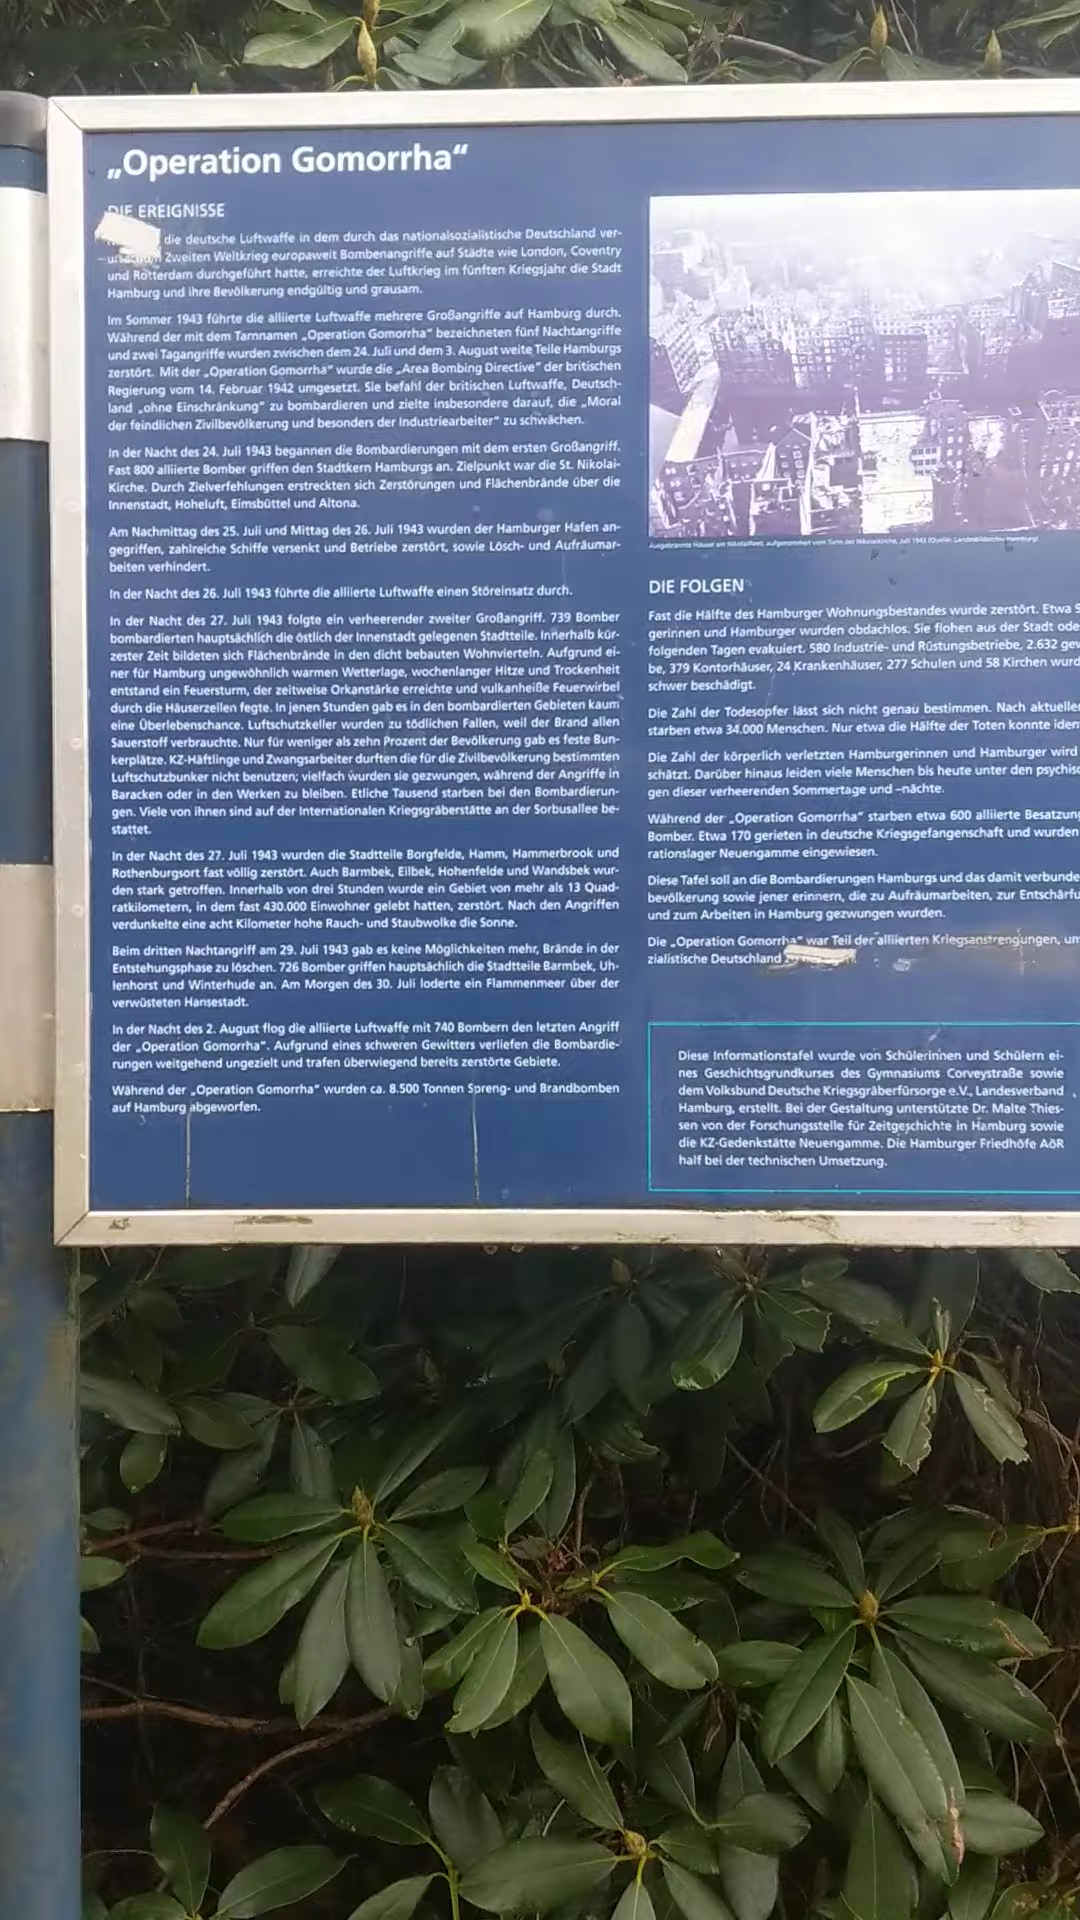 „Operation Gomorrha“
DIE EREIGNISSE
die deutsche Luftwaffe in dem durch das nationalsozialistische Deutschland ver-
Zweiten Weltkrieg europaweit Bombenangriffe auf Städte wie London, Coventry
und Rotterdam durchgeführt hatte, erreichte der Luftkrieg im fünften Kriegsjahr die Stadt
Hamburg und ihre Bevölkerung endgültig und grausam.
Im Sommer 1943 führte die alliierte Luftwaffe mehrere Großangriffe auf Hamburg durch.
Während der mit dem Tarnnamen „Operation Gomorrha“ bezeichneten fünf Nachtangriffe
und zwei Tagangriffe wurden zwischen dem 24. Juli und dem 3. August weite Teile Hamburgs
zerstört. Mit der „Operation Gomorrha“ wurde die „Area Bombing Directive“ der britischen
Regierung vom 14. Februar 1942 umgesetzt. Sie befahl der britischen Luftwaffe, Deutsch-
land „ohne Einschränkung“ zu bombardieren und zielte insbesondere darauf, die „Moral
der feindlichen Zivilbevölkerung und besonders der Industriearbeiter“ zu schwächen.
In der Nacht des 24. Juli 1943 begannen die Bombardierungen mit dem ersten Großangriff.
Fast 800 alliierte Bomber griffen den Stadtkern Hamburgs an. Zielpunkt war die St. Nikolai-
Kirche. Durch Zielverfehlungen erstreckten sich Zerstörungen und Flächenbrände über die
Innenstadt, Hoheluft, Eimsbüttel und Altona.
Am Nachmittag des 25. Juli und Mittag des 26. Juli 1943 wurden der Hamburger Hafen an-
gegriffen, zahlreiche Schiffe versenkt und Betriebe zerstört, sowie Lösch- und Aufräumar-
beiten verhindert.
In der Nacht des 26. Juli 1943 führte die alliierte Luftwaffe einen Störeinsatz durch.
In der Nacht des 27. Juli 1943 folgte ein verheerender zweiter Großangriff. 739 Bomber
bombardierten hauptsächlich die östlich der Innenstadt gelegenen Stadtteile. Innerhalb kür-
zester Zeit bildeten sich Flächenbrände in den dicht bebauten Wohnvierteln. Aufgrund ei-
ner für Hamburg ungewöhnlich warmen Wetterlage, wochenlanger Hitze und Trockenheit
entstand ein Feuersturm, der zeitweise Orkanstärke erreichte und vulkanheiße Feuerwirbel
durch die Häuserzeilen fegte. In jenen Stunden gab es in den bombardierten Gebieten kaum
eine Überlebenschance. Luftschutzkeller wurden zu tödlichen Fallen, weil der Brand allen
Sauerstoff verbrauchte. Nur für weniger als zehn Prozent der Bevölkerung gab es feste Bun-
kerplätze. KZ-Häftlinge und Zwangsarbeiter durften die für die Zivilbevölkerung bestimmten
Luftschutzbunker nicht benutzen; vielfach wurden sie gezwungen, während der Angriffe in
Baracken oder in den Werken zu bleiben. Etliche Tausend starben bei den Bombardierun-
gen. Viele von ihnen sind auf der Internationalen Kriegsgräberstätte an der Sorbusallee be-
stattet.
In der Nacht des 27. Juli 1943 wurden die Stadtteile Borgfelde, Hamm, Hammerbrook und
Rothenburgsort fast völlig zerstört. Auch Barmbek, Eilbek, Hohenfelde und Wandsbek wur-
den stark getroffen. Innerhalb von drei Stunden wurde ein Gebiet von mehr als 13 Quad-
ratkilometern, in dem fast 430.000 Einwohner gelebt hatten, zerstört. Nach den Angriffen
verdunkelte eine acht Kilometer hohe Rauch- und Staubwolke die Sonne.
Beim dritten Nachtangriff am 29. Juli 1943 gab es keine Möglichkeiten mehr, Brände in der
Entstehungsphase zu löschen. 726 Bomber griffen hauptsächlich die Stadtteile Barmbek, Uh-
lenhorst und Winterhude an. Am Morgen des 30. Juli loderte ein Flammenmeer über der
verwüsteten Hansestadt.
In der Nacht des 2. August flog die alliierte Luftwaffe mit 740 Bombern den letzten Angriff
der „Operation Gomorrha“. Aufgrund eines schweren Gewitters verliefen die Bombardie-
rungen weitgehend ungezielt und trafen überwiegend bereits zerstörte Gebiete.
Während der „Operation Gomorrha“ wurden ca. 8.500 Tonnen Spreng- und Brandbomben
auf Hamburg abgeworfen.
Ausgebrannte Häuser am Nikolaifleet, aufgenommen vom Turm der Nikolaikirche, Juli 1943 (Quelle: Landesbildarchiv Hamburg)
DIE FOLGEN
Fast die Hälfte des Hamburger Wohnungsbestandes wurde zerstört. Etwa
gerinnen und Hamburger wurden obdachlos. Sie flohen aus der Stadt ode
folgenden Tagen evakuiert. 580 Industrie- und Rüstungsbetriebe, 2.632 gew
be, 379 Kontorhäuser, 24 Krankenhäuser, 277 Schulen und 58 Kirchen wurd
schwer beschädigt.
Die Zahl der Todesopfer lässt sich nicht genau bestimmen. Nach aktueller
starben etwa 34.000 Menschen. Nur etwa die Hälfte der Toten konnte iden
Die Zahl der körperlich verletzten Hamburgerinnen und Hamburger wird
schätzt. Darüber hinaus leiden viele Menschen bis heute unter den psychisc
gen dieser verheerenden Sommertage und –nächte.
Während der „Operation Gomorrha“ starben etwa 600 alliierte Besatzung
Bomber. Etwa 170 gerieten in deutsche Kriegsgefangenschaft und wurden
rationslager Neuengamme eingewiesen.
Diese Tafel soll an die Bombardierungen Hamburgs und das damit verbunde
bevölkerung sowie jener erinnern, die zu Aufräumarbeiten, zur Entschärfu
und zum Arbeiten in Hamburg gezwungen wurden.
Die „Operation Gomorrha“ war Teil der alliierten Kriegsanstrengungen, um
zialistische Deutschland
Diese Informationstafel wurde von Schülerinnen und Schülern ei-
nes Geschichtsgrundkurses des Gymnasiums Corveystraße sowie
dem Volksbund Deutsche Kriegsgräberfürsorge e.V., Landesverband
Hamburg, erstellt. Bei der Gestaltung unterstützte Dr. Malte Thies-
sen von der Forschungsstelle für Zeitgeschichte in Hamburg sowie
die KZ-Gedenkstätte Neuengamme. Die Hamburger Friedhöfe AöR
half bei der technischen Umsetzung.